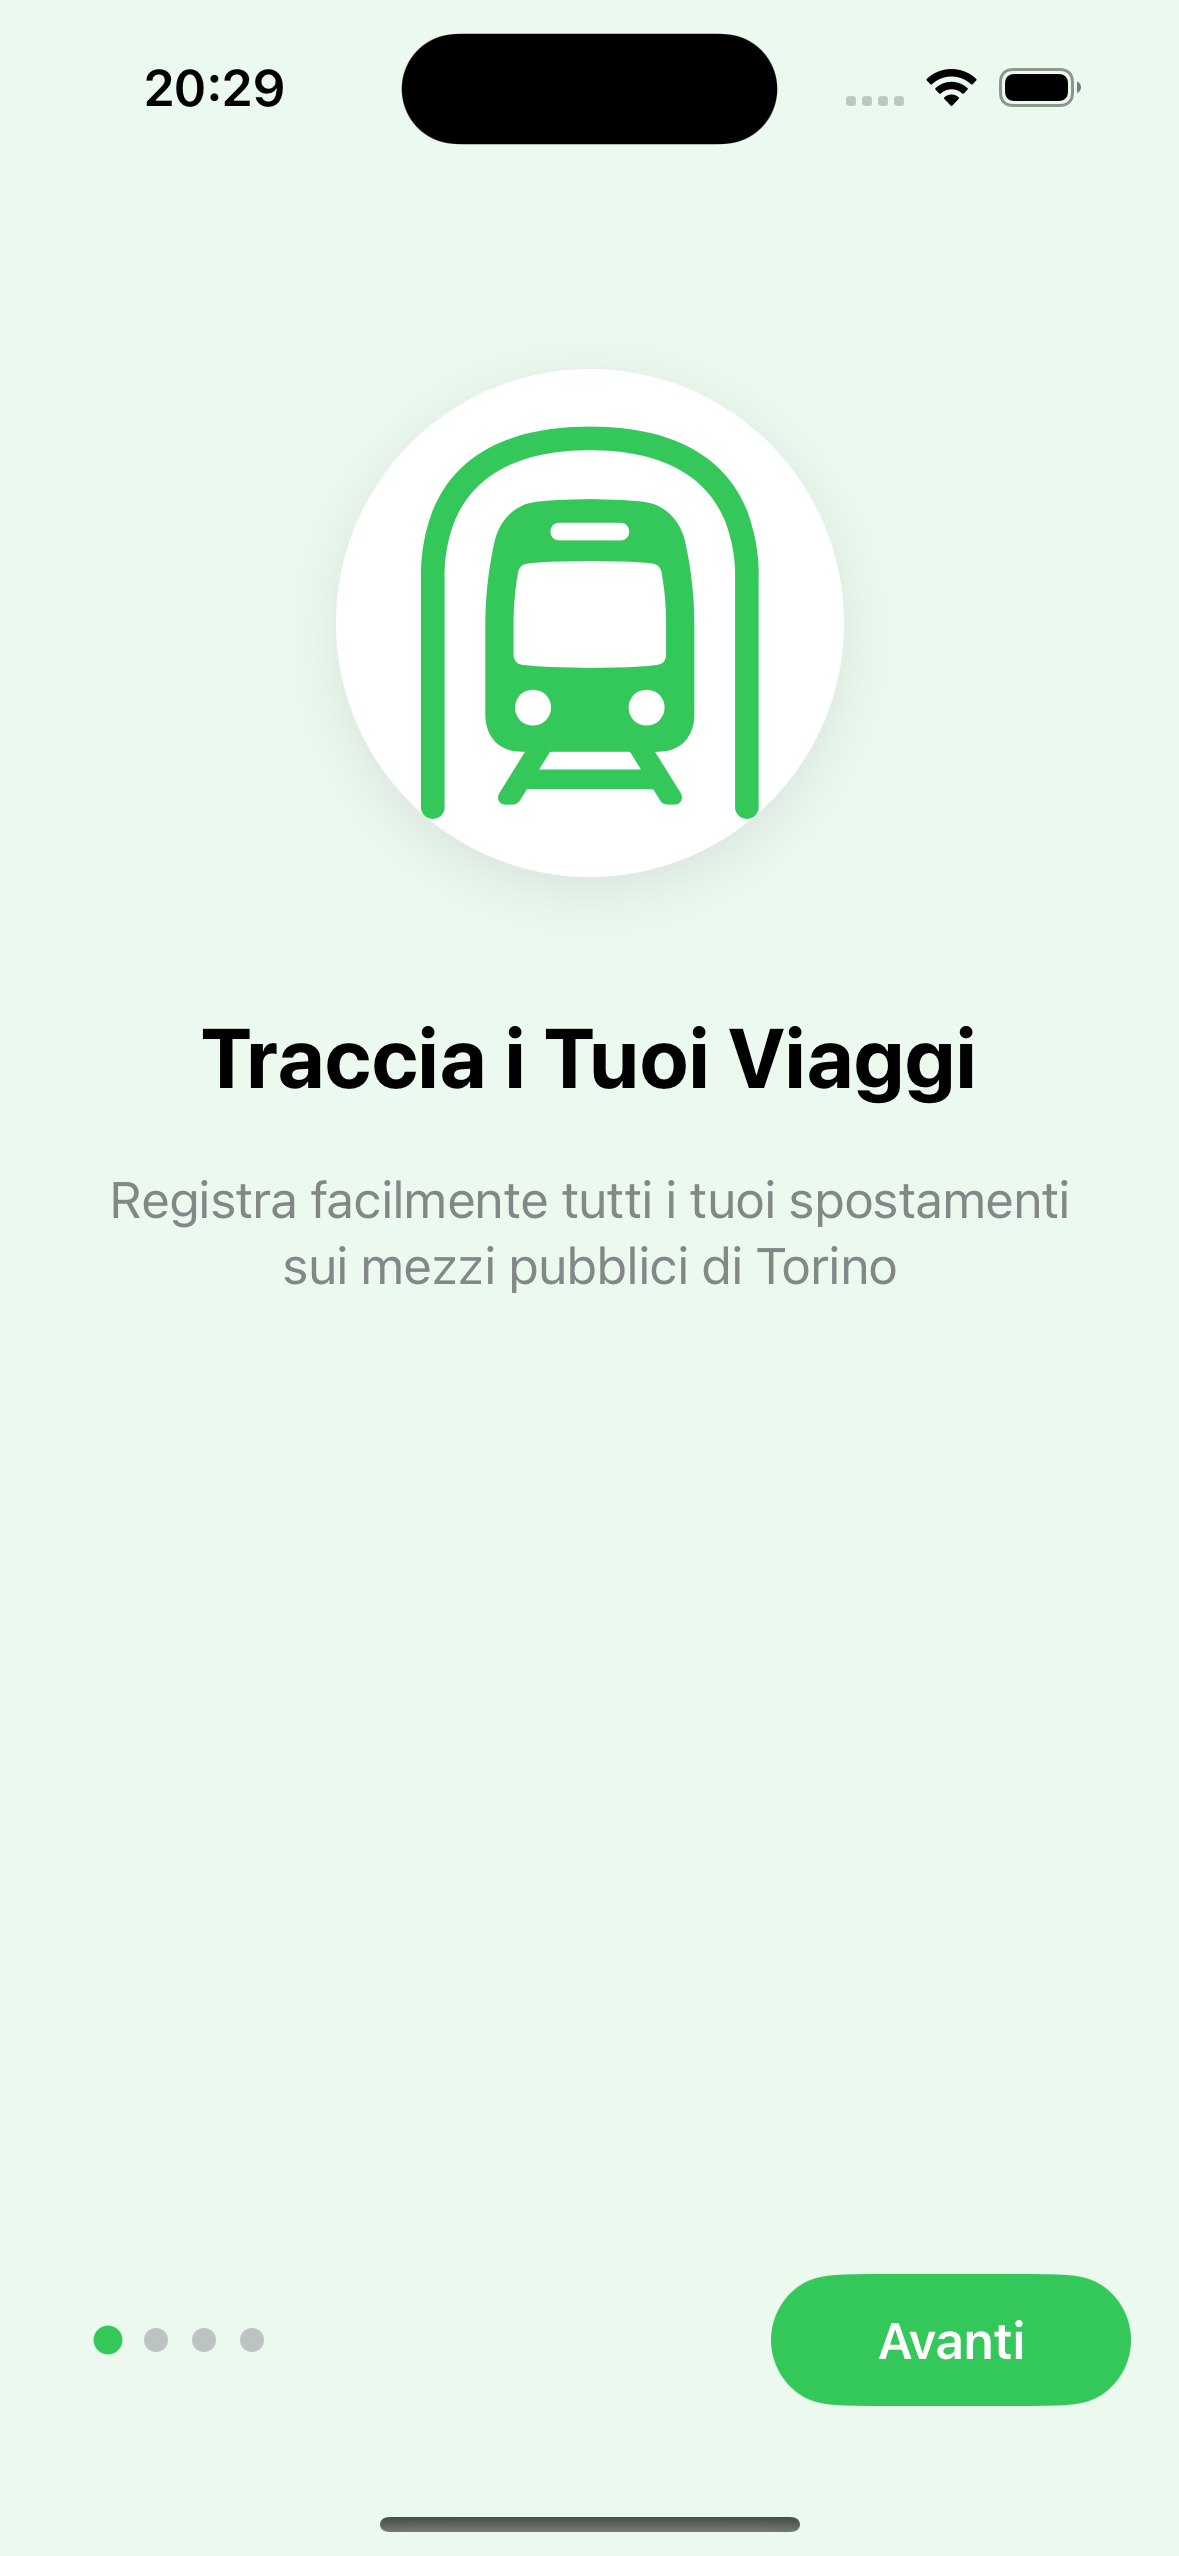 20:29
Traccia i Tuoi Viaggi
Registra facilmente tutti i tuoi spostamenti
sui mezzi pubblici di Torino
Avanti